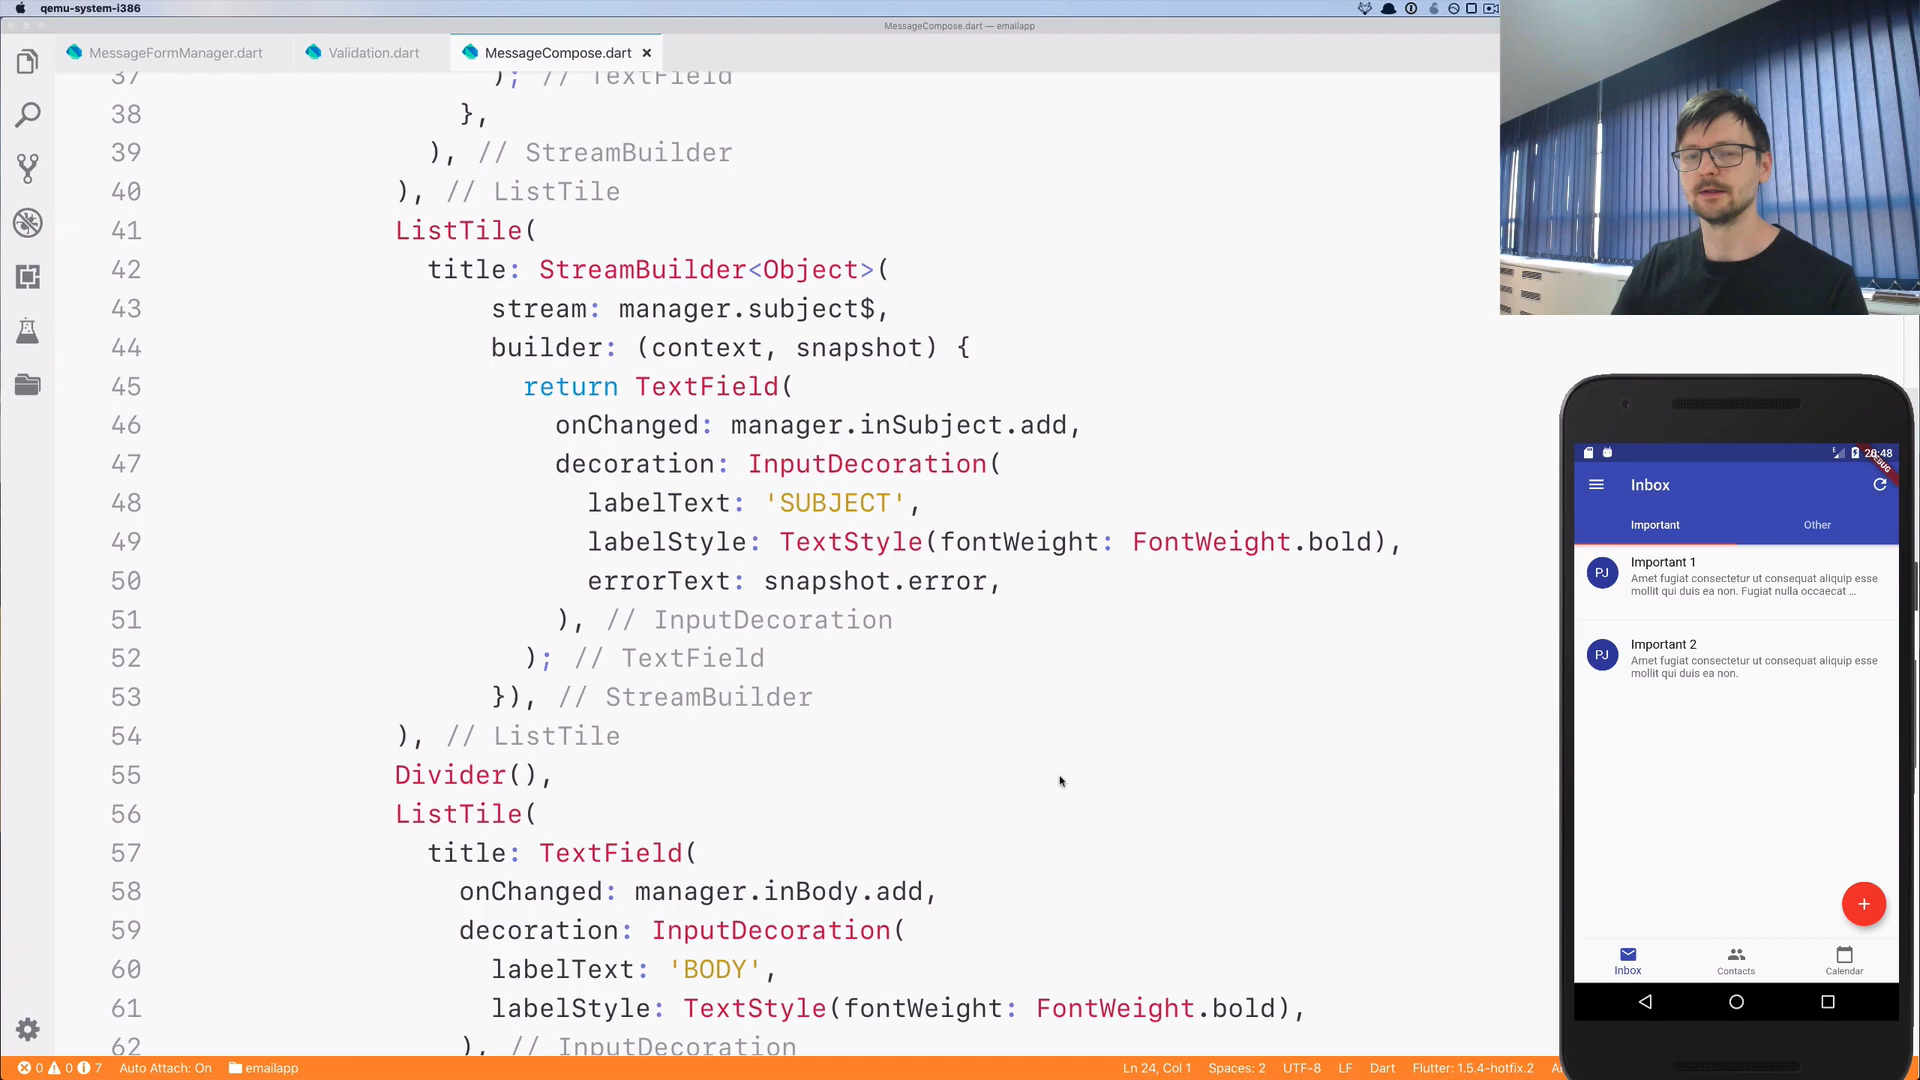 qemu-system-i386
MessageCompose.dart — emailapp
MessageFormManager.dart
Validation.dart
MessageCompose.dart ×
37 ); // TextField
38 },
39 ), // StreamBuilder
40 ), // ListTile
41 ListTile(
42 title: StreamBuilder<Object>(
43 stream: manager.subject$,
44 builder: (context, snapshot) {
45 return TextField(
46 onChanged: manager.inSubject.add,
47 decoration: InputDecoration(
48 labelText: 'SUBJECT',
49 labelStyle: TextStyle(fontWeight: FontWeight.bold),
50 errorText: snapshot.error,
51 ), // InputDecoration
52 ); // TextField
53 }), // StreamBuilder
54 ), // ListTile
55 Divider(),
56 ListTile(
57 title: TextField(
58 onChanged: manager.inBody.add,
59 decoration: InputDecoration(
60 labelText: 'BODY',
61 labelStyle: TextStyle(fontWeight: FontWeight.bold),
62 ), // InputDecoration
0 0 7 Auto Attach: On emailapp
Ln 24, Col 1 Spaces: 2 UTF-8 LF Dart Flutter: 1.5.4-hotfix.2
20:48
DEBUG
Inbox
Important Other
PJ
Important 1
Amet fugiat consectetur ut consequat aliquip esse
mollit qui duis ea non. Fugiat nulla occaecat ...
PJ
Important 2
Amet fugiat consectetur ut consequat aliquip esse
mollit qui duis ea non.
+
Inbox Contacts Calendar